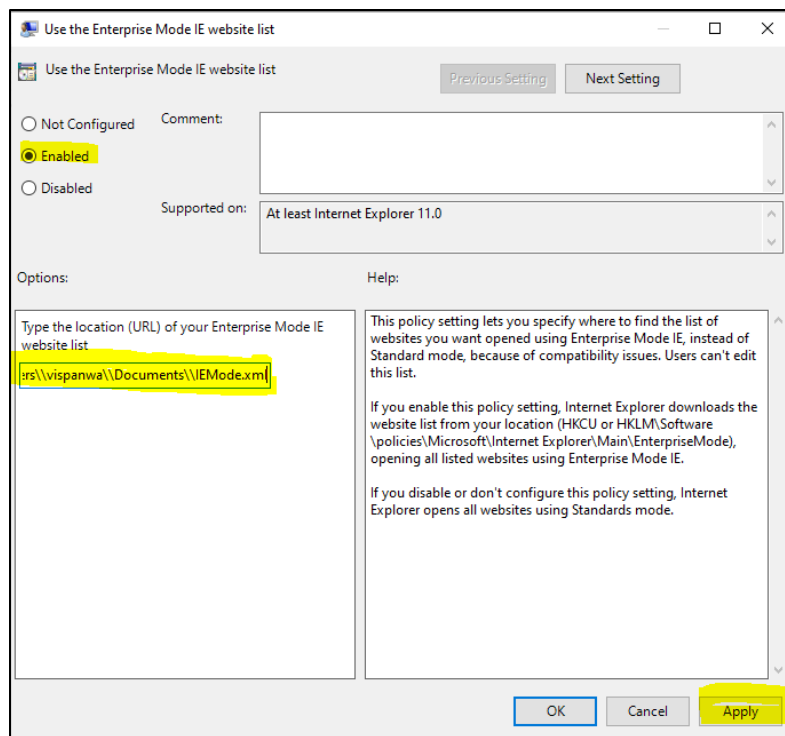 Use the Enterprise Mode IE website list
Use the Enterprise Mode IE website list
Previous Setting
Next Setting
Not Configured
Comment:
Enabled
Disabled
Supported on:
At least Internet Explorer 11.0
Options:
Help:
Type the location (URL) of your Enterprise Mode IE
website list
ers\\vispanwa\\Documents\\IEMode.xml
This policy setting lets you specify where to find the list of
websites you want opened using Enterprise Mode IE, instead of
Standard mode, because of compatibility issues. Users can't edit
this list.
If you enable this policy setting, Internet Explorer downloads the
website list from your location (HKCU or HKLM\Software
\policies\Microsoft\Internet Explorer\Main\EnterpriseMode),
opening all listed websites using Enterprise Mode IE.
If you disable or don't configure this policy setting, Internet
Explorer opens all websites using Standards mode.
OK
Cancel
Apply